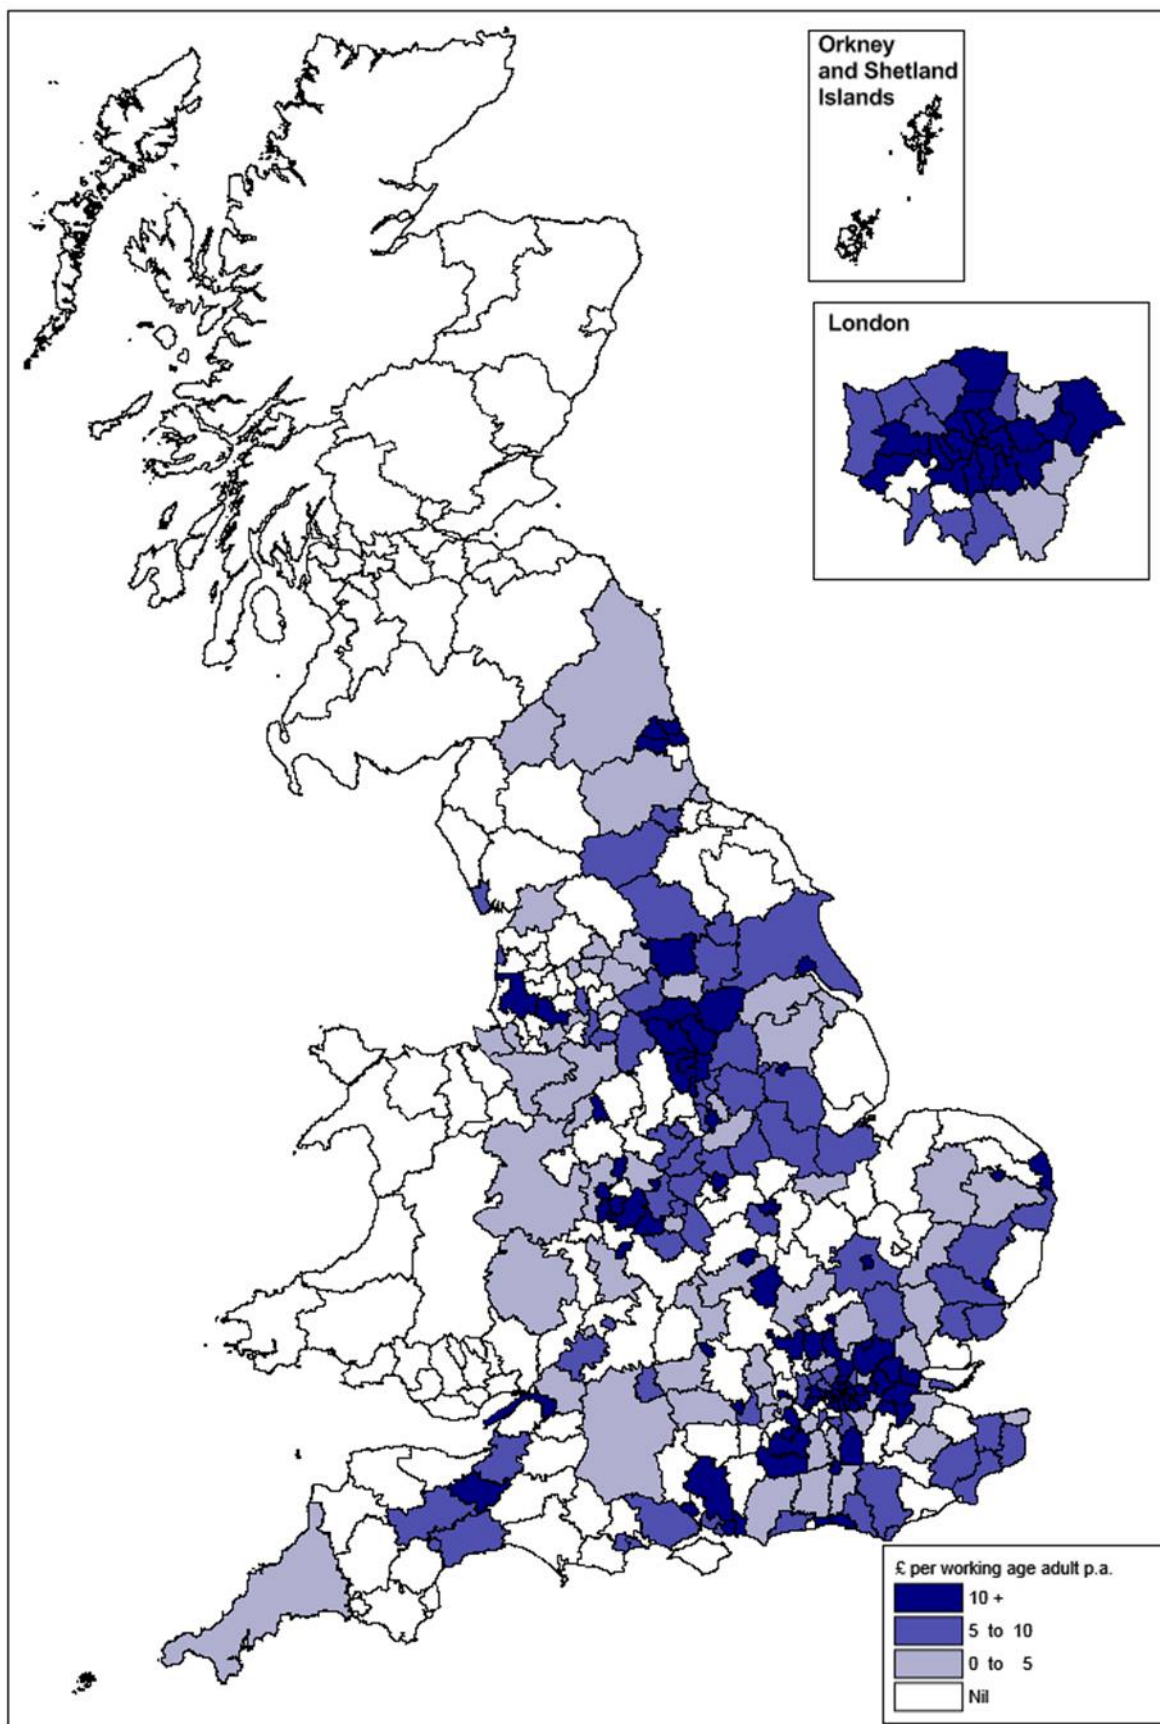 Orkney
and Shetland
Islands
London
£ per working age adult p.a.
10 +
5 to 10
0 to 5
Nil